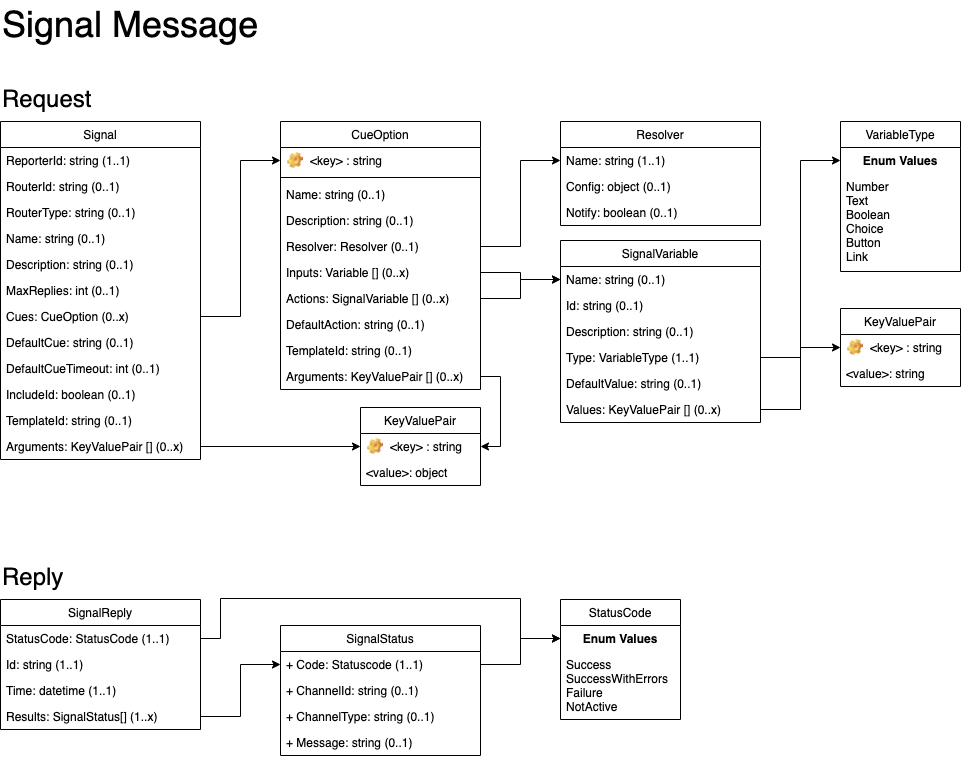 Signal Message
Request
Signal
ReporterId: string (1..1)
RouterId: string (0..1)
RouterType: string (0..1)
Name: string (0..1)
Description: string (0..1)
MaxReplies: int (0..1)
Cues: CueOption (0..x)
DefaultCue: string (0..1)
DefaultCueTimeout: int (0..1)
IncludeId: boolean (0..1)
TemplateId: string (0..1)
Arguments: KeyValuePair [] (0..x)
CueOption
<key> : string
Name: string (0..1)
Description: string (0..1)
Resolver: Resolver (0..1)
Inputs: Variable [] (0..x)
Actions: SignalVariable [] (0..x)
DefaultAction: string (0..1)
TemplateId: string (0..1)
Arguments: KeyValuePair [] (0..x)
KeyValuePair
<key> : string
<value>: object
Resolver
Name: string (1..1)
Config: object (0..1)
Notify: boolean (0..1)
SignalVariable
Name: string (0..1)
Id: string (0..1)
Description: string (0..1)
Type: VariableType (1..1)
DefaultValue: string (0..1)
Values: KeyValuePair [] (0..x)
VariableType
Enum Values
Number
Text
Boolean
Choice
Button
Link
KeyValuePair
<key> : string
<value>: string
Reply
SignalReply
StatusCode: StatusCode (1..1)
Id: string (1..1)
Time: datetime (1..1)
Results: SignalStatus[] (1..x)
SignalStatus
+ Code: Statuscode (1..1)
+ ChannelId: string (0..1)
+ ChannelType: string (0..1)
+ Message: string (0..1)
StatusCode
Enum Values
Success
SuccessWithErrors
Failure
NotActive